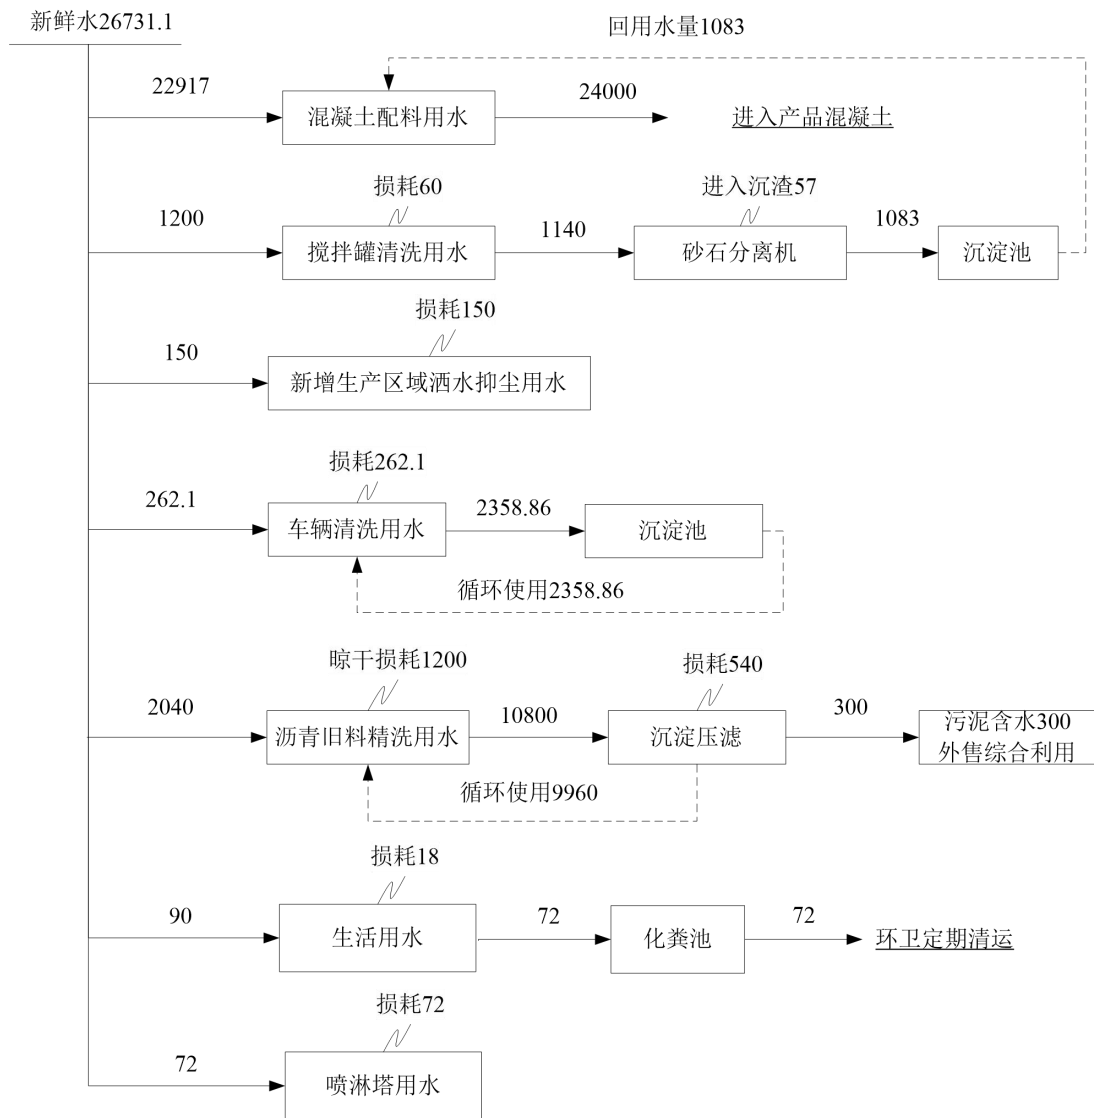 新鲜水26731.1
回用水量1083
22917
混凝土配料用水
24000
进入产品混凝土
损耗60
进入沉渣57
1200
搅拌罐清洗用水
1140
砂石分离机
1083
沉淀池
损耗150
150
新增生产区域洒水抑尘用水
损耗262.1
262.1
车辆清洗用水
2358.86
沉淀池
循环使用2358.86
晾干损耗1200
损耗540
2040
沥青旧料精洗用水
10800
沉淀压滤
300
污泥含水300
外售综合利用
循环使用9960
损耗18
90
生活用水
72
化粪池
72
环卫定期清运
损耗72
72
喷淋塔用水